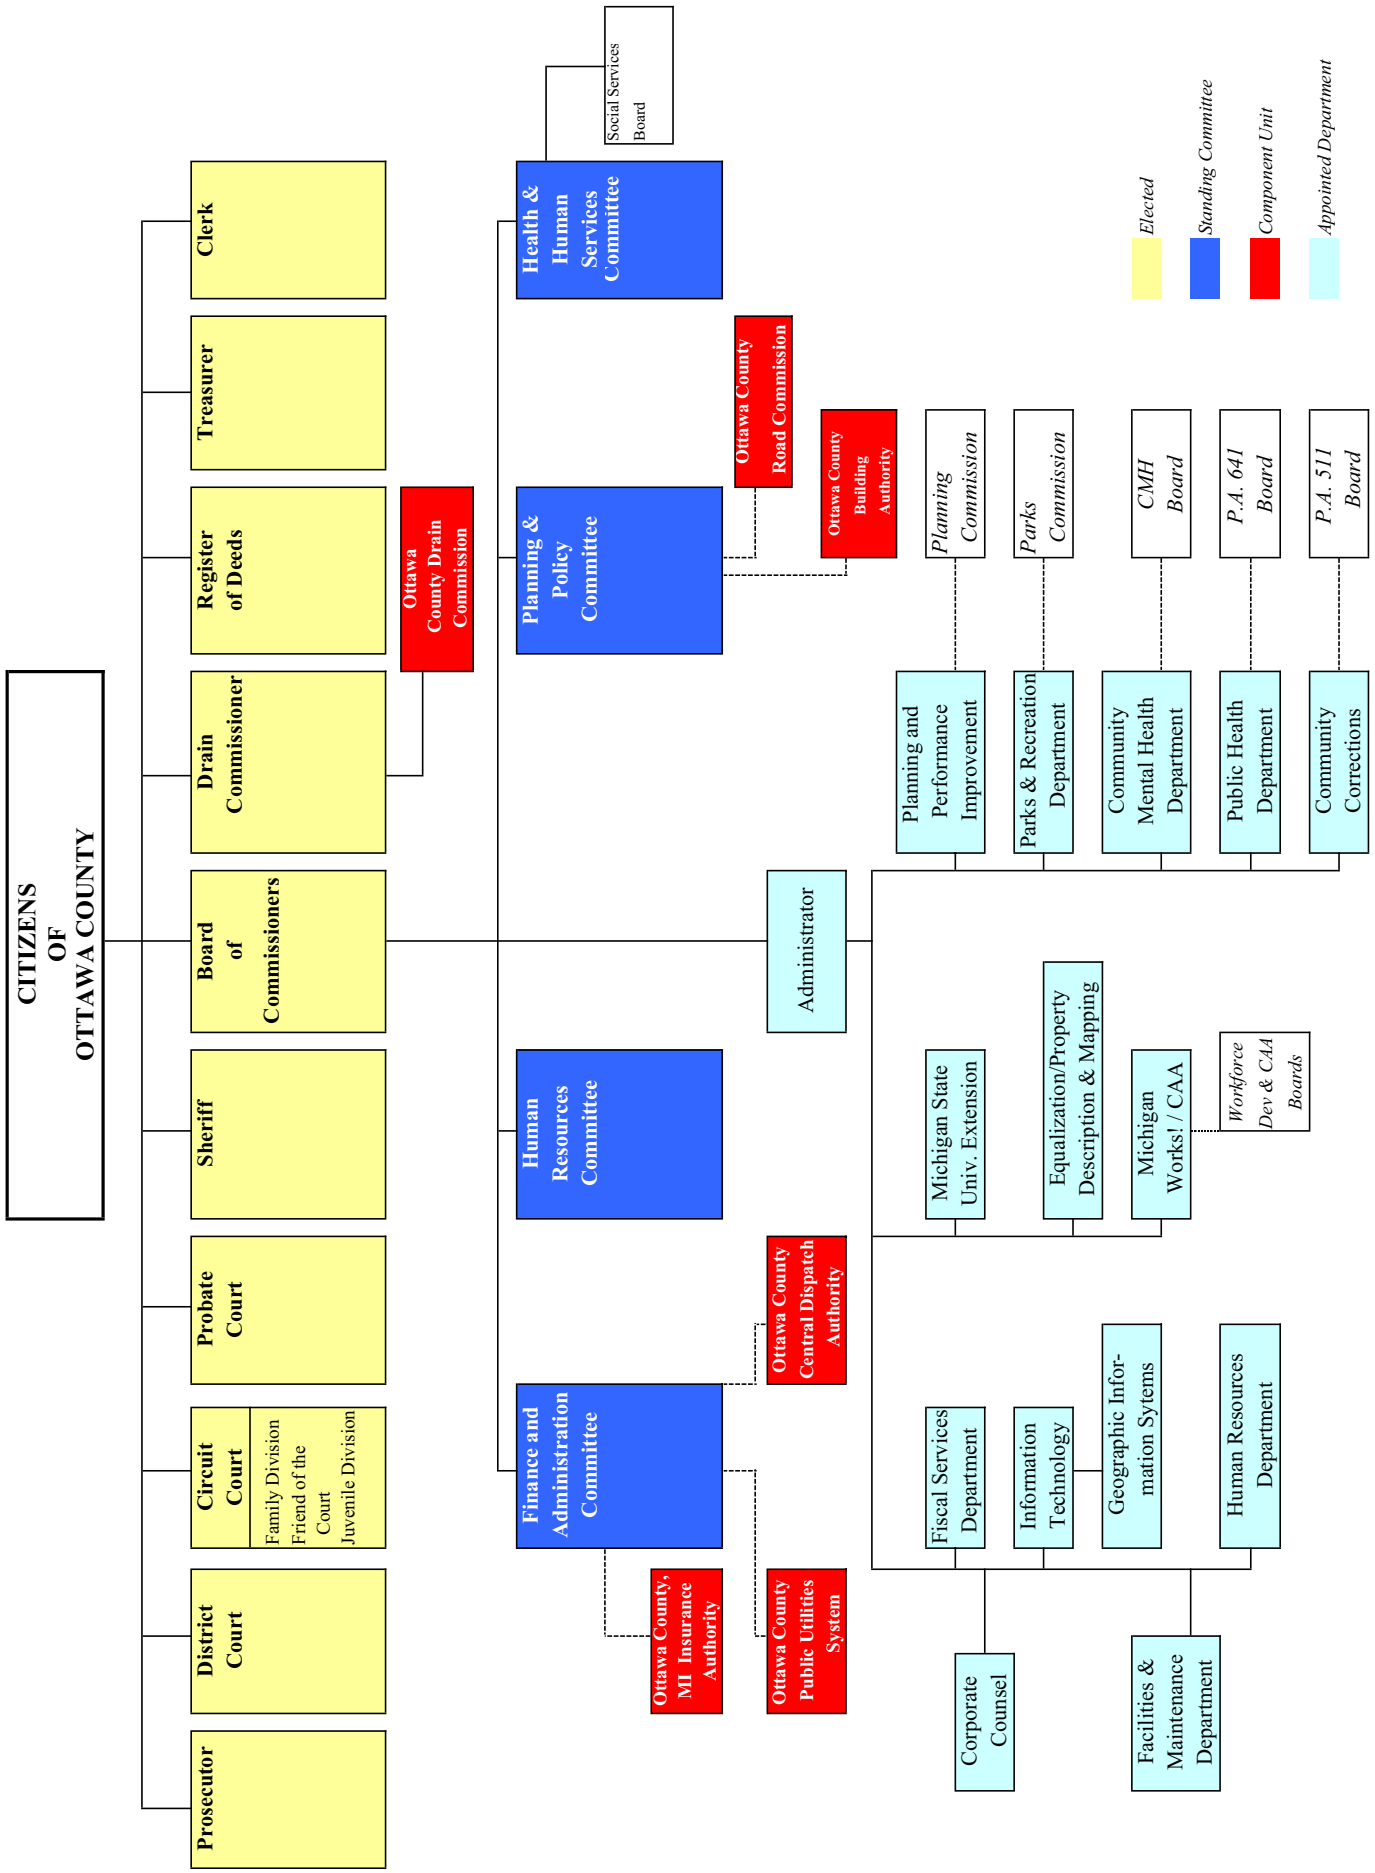 CITIZENS
OF
OTTAWA COUNTY
Prosecutor
District
Court
Circuit
Court
Family Division
Friend of the
Court
Juvenile Division
Probate
Court
Sheriff
Board
of
Commissioners
Drain
Commissioner
Register
of Deeds
Treasurer
Clerk
Ottawa
County Drain
Commission
Finance and
Administration
Committee
Human
Resources
Committee
Planning &
Policy
Committee
Health &
Human
Services
Committee
Social Services
Board
Ottawa County,
MI Insurance
Authority
Ottawa County
Public Utilities
System
Ottawa County
Central Dispatch
Authority
Administrator
Ottawa County
Road Commission
Ottawa County
Building
Authority
Corporate
Counsel
Facilities &
Maintenance
Department
Fiscal Services
Department
Information
Technology
Geographic Infor-
mation Sytems
Human Resources
Department
Michigan State
Univ. Extension
Equalization/Property
Description & Mapping
Michigan
Works! / CAA
Workforce
Dev & CAA
Boards
Planning and
Performance
Improvement
Parks & Recreation
Department
Community
Mental Health
Department
Public Health
Department
Community
Corrections
Planning
Commission
Parks
Commission
CMH
Board
P.A. 641
Board
P.A. 511
Board
Elected
Standing Committee
Component Unit
Appointed Department